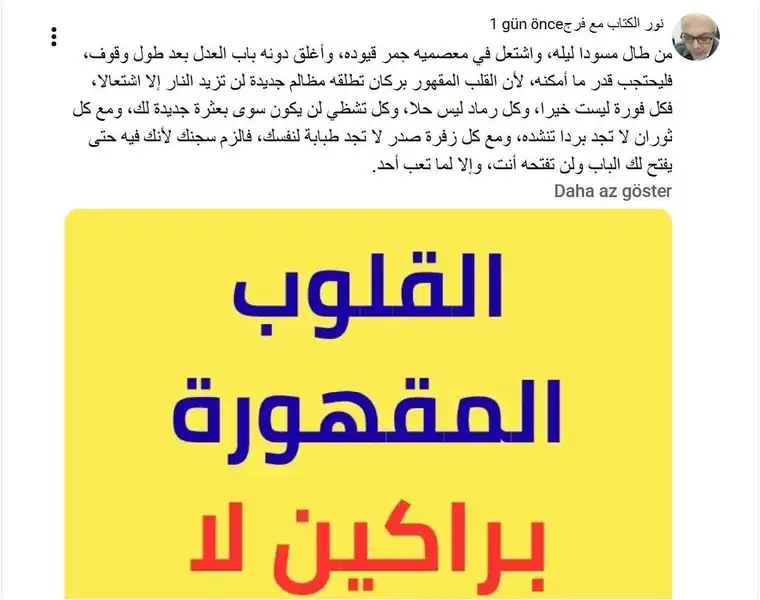 نور الكتاب مع فرج1 gün önce
من طال مسودا ليله، واشتعل في معصميه جمر قيوده، وأغلق دونه باب العدل بعد طول وقوف،
فليحتجب قدر ما أمكنه، لأن القلب المقهور بركان تطلقه مظالم جديدة لن تزيد النار إلا اشتعالا،
فكل فورة ليست خيرا، وكل رماد ليس حلا، وكل تشظي لن يكون سوى بعثرة جديدة لك، ومع كل
ثوران لا تجد بردا تنشده، ومع كل زفرة صدر لا تجد طبابة لنفسك، فالزم سجنك لأنك فيه حتى
يفتح لك الباب ولن تفتحه أنت، وإلا لما تعب أحد.
Daha az göster
القلوب
المقهورة
براكين لا